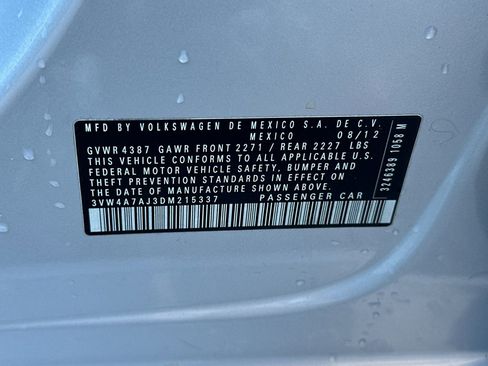 MFD BY VOLKSWAGEN DE MEXICO S.A. DE C.V.
MEXICO 08/12
GVWR 4387 GAWR FRONT 2271 / REAR 2227 LBS
THIS VEHICLE CONFORMS TO ALL APPLICABLE U.S.
FEDERAL MOTOR VEHICLE SAFETY, BUMPER AND
THEFT PREVENTION STANDARDS IN EFFECT ON
THE DATE OF MANUFACTURE SHOWN ABOVE.
3VW4A7AJ3DM215337 PASSENGER CAR
3246389 1058 M